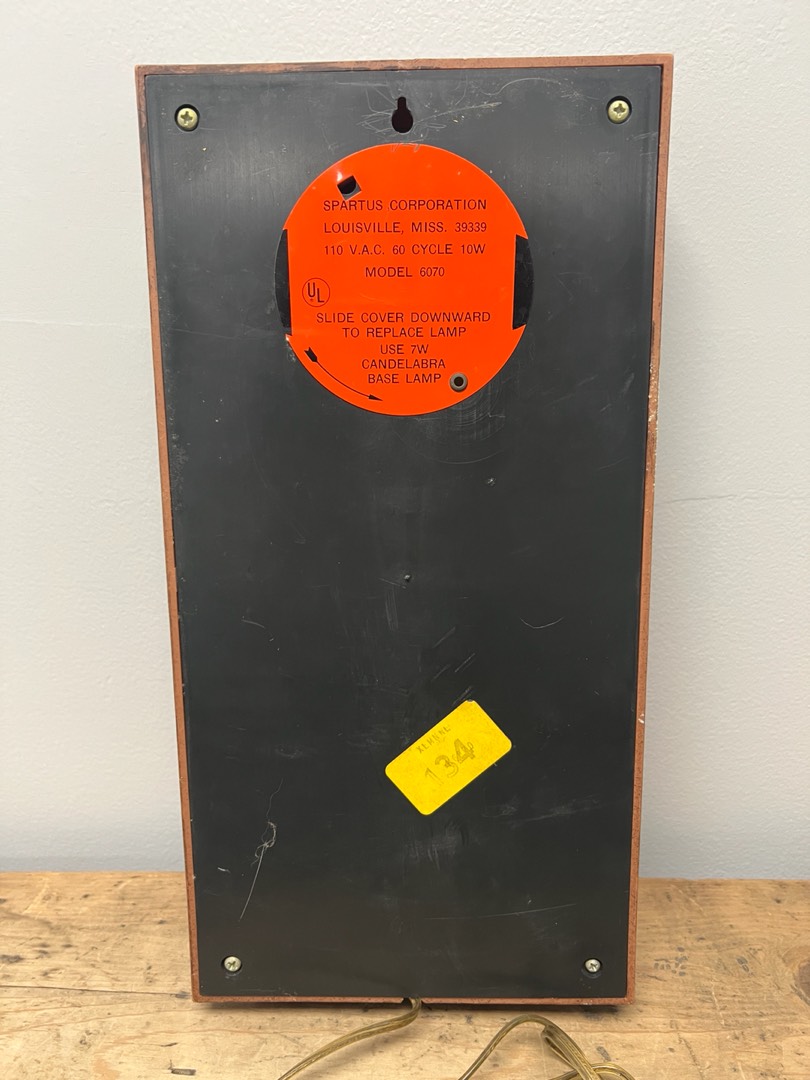 SPARTUS CORPORATION
LOUISVILLE, MISS. 39339
110 V.A.C. 60 CYCLE 10W
MODEL 6070
UL
SLIDE COVER DOWNWARD
TO REPLACE LAMP
USE 7W
CANDELABRA
BASE LAMP
134